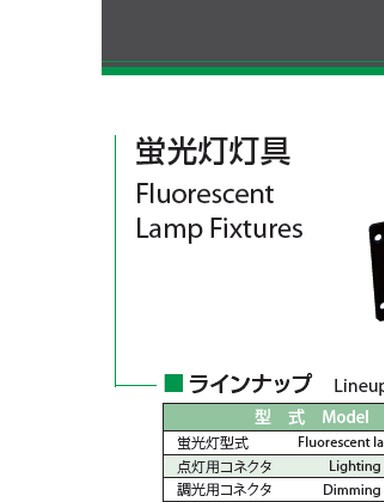 蛍光灯灯具
Fluorescent
Lamp Fixtures
■ ラインナップ
型 式 Model
蛍光灯型式 Fluorescent
点灯用コネクタ Lighting
調光用コネクタ Dimming